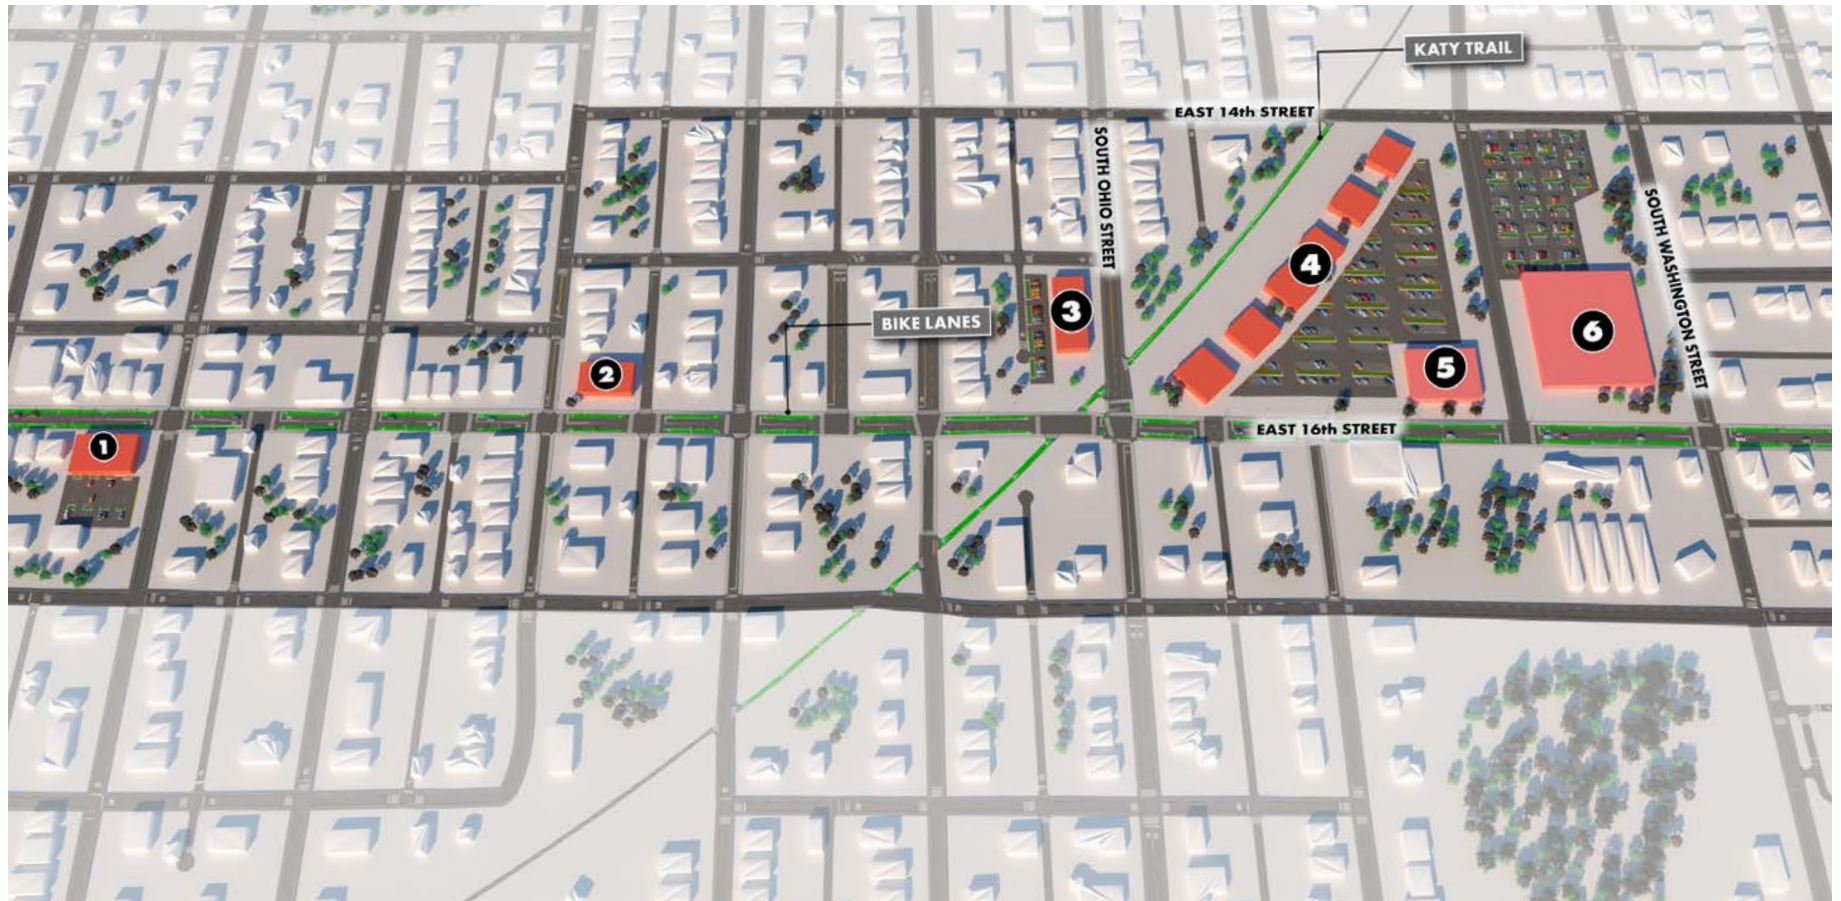 KATY TRAIL
EAST 14th STREET
SOUTH OHIO STREET
SOUTH WASHINGTON STREET
4
3
BIKE LANES
6
5
2
EAST 16th STREET
1